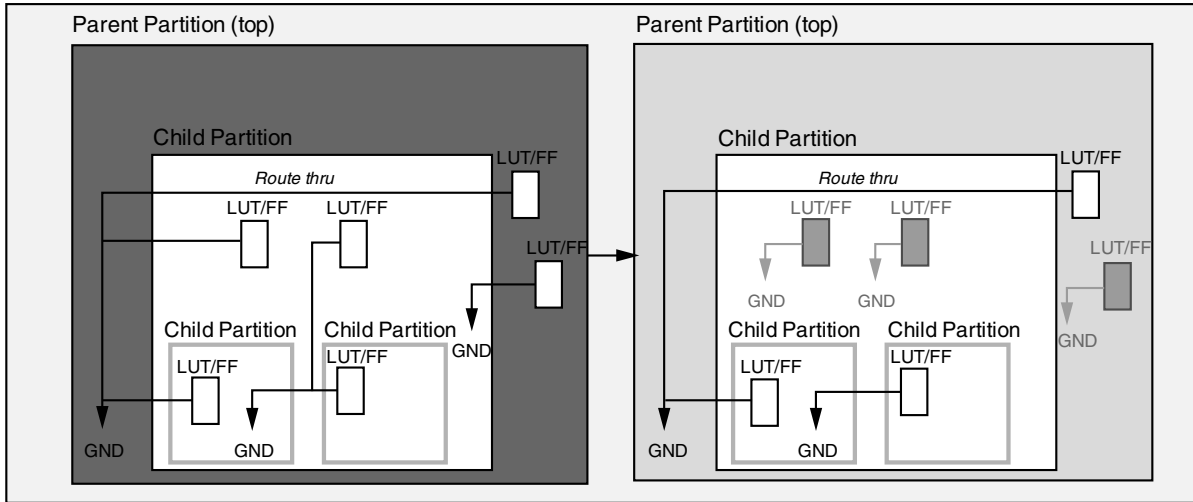 Parent Partition (top)
Child Partition
LUT/FF
Route thru
LUT/FF
LUT/FF
LUT/FF
GND
Child Partition
Child Partition
LUT/FF
LUT/FF
GND
GND
Parent Partition (top)
Child Partition
LUT/FF
Route thru
LUT/FF
LUT/FF
LUT/FF
GND
GND
GND
Child Partition
Child Partition
LUT/FF
LUT/FF
GND
GND